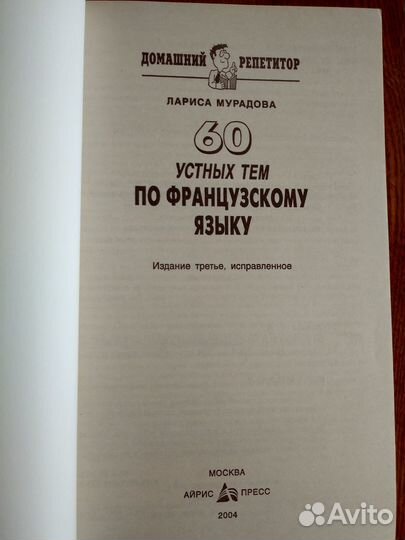 ДОМАШНИЙ РЕПЕТИТОР
ЛАРИСА МУРАДОВА
60
УСТНЫХ ТЕМ
ПО ФРАНЦУЗСКОМУ
ЯЗЫКУ
Издание третье, исправленное
МОСКВА
АЙРИС ПРЕСС
2004
Avito